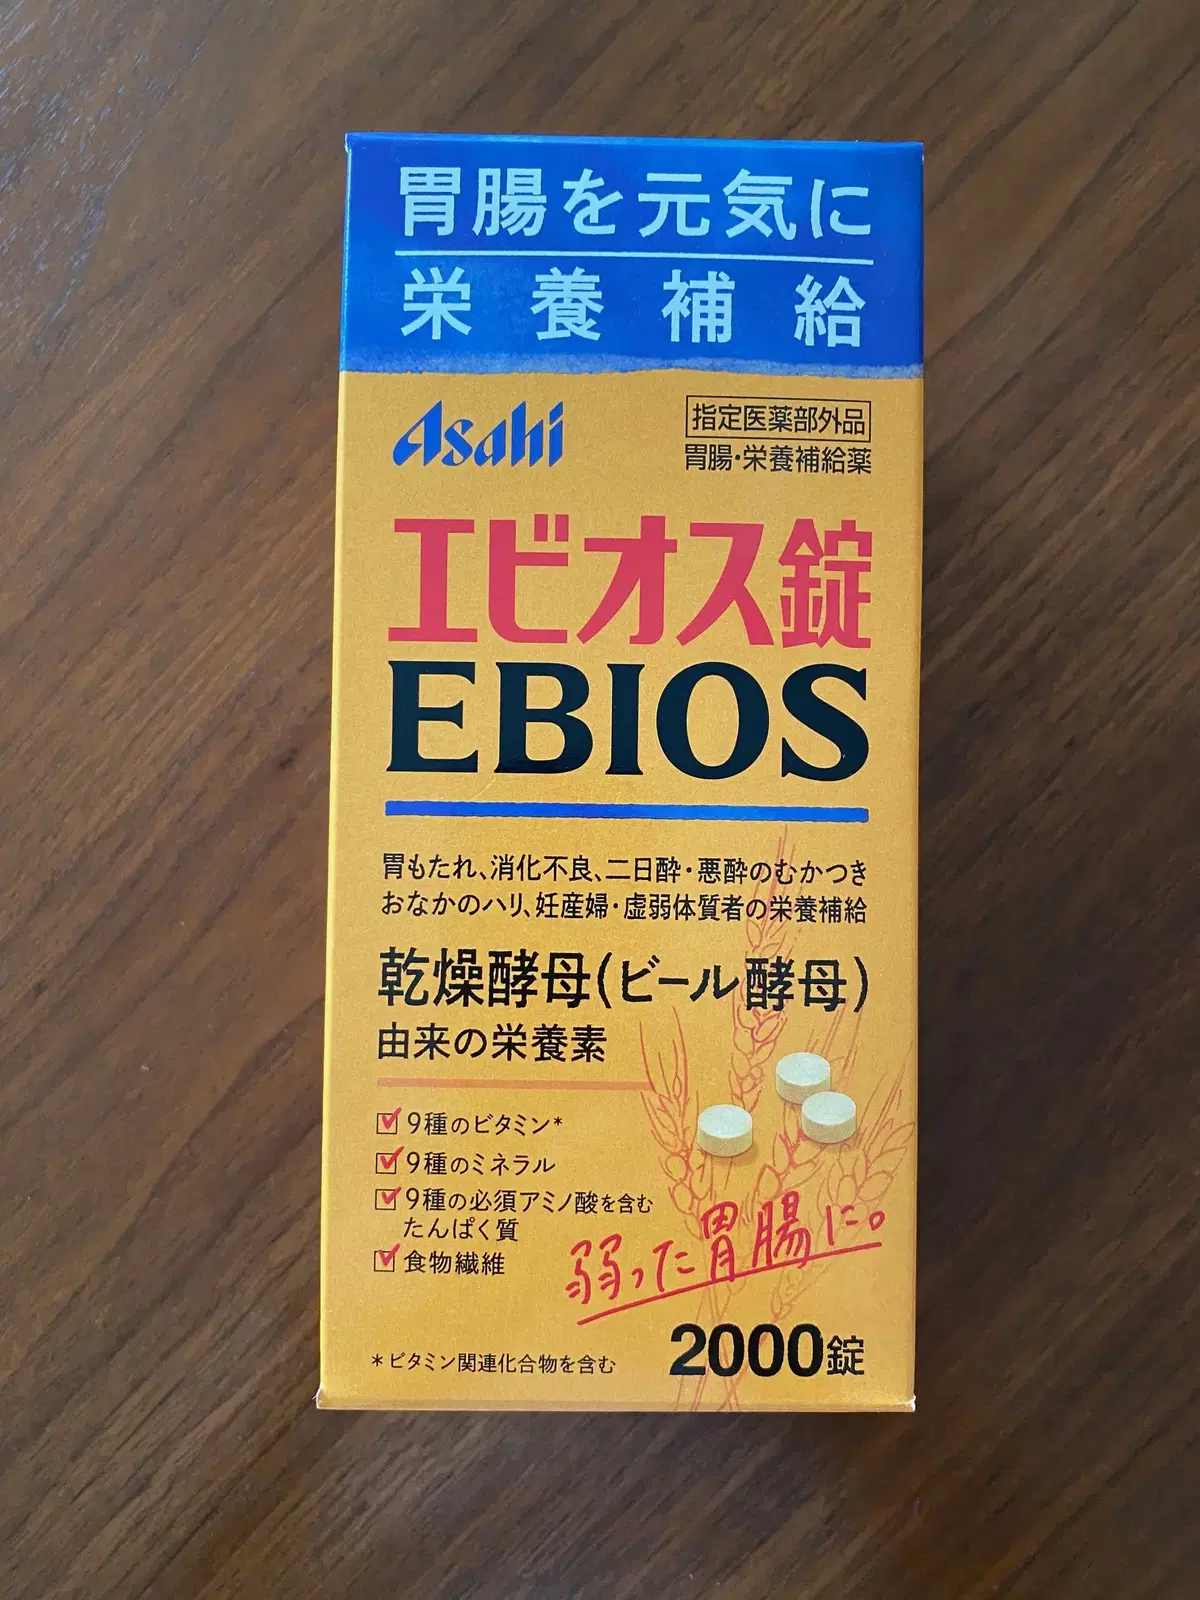 胃腸を元気に
栄養補給
Asahi
指定医薬部外品
胃腸・栄養補給薬
エビオス錠
EBIOS
胃もたれ、消化不良、二日酔・悪酔のむかつき
おなかのハリ、妊産婦・虚弱体質者の栄養補給
乾燥酵母(ビール酵母)
由来の栄養素
9種のビタミン*
9種のミネラル
9種の必須アミノ酸を含む
たんぱく質
食物繊維
弱った胃腸に。
*ビタミン関連化合物を含む
2000錠